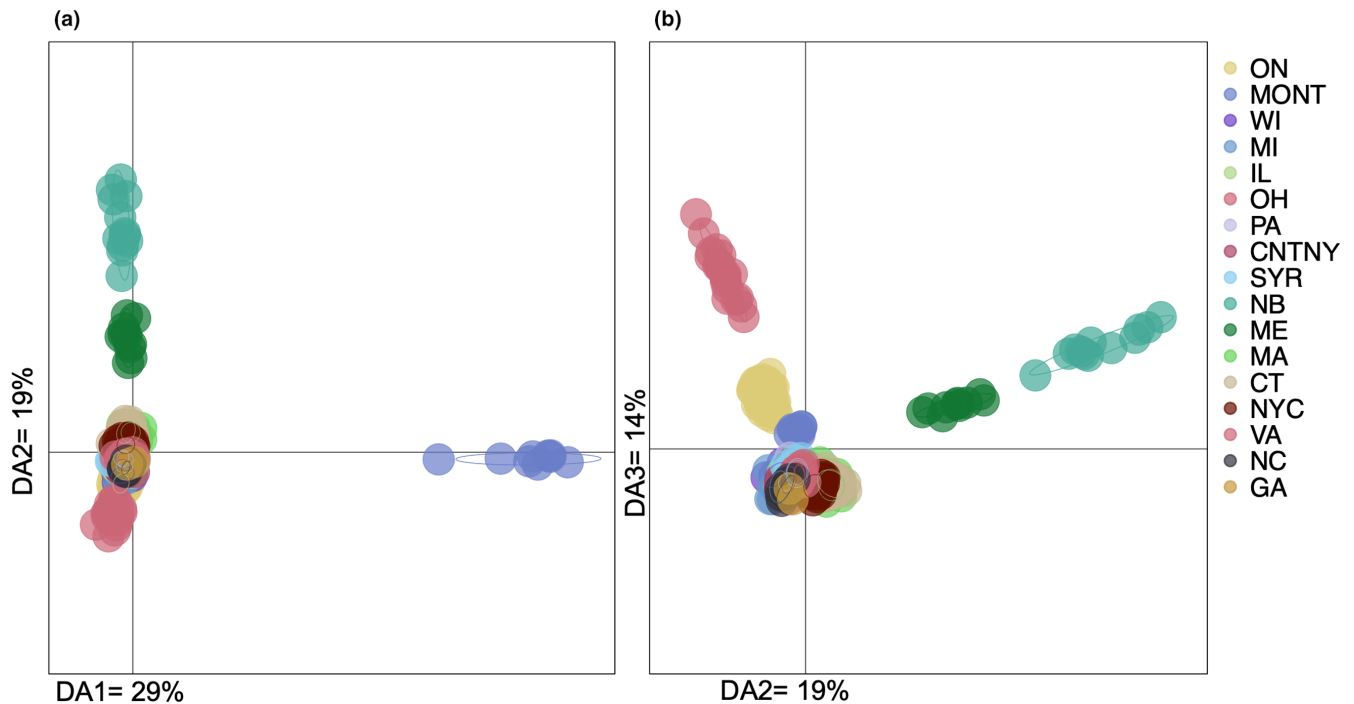 (a)
(b)
DA2= 19%
DA1= 29%
DA3= 14%
DA2= 19%
ON
MONT
WI
MI
IL
OH
PA
CNTNY
SYR
NB
ME
MA
CT
NYC
VA
NC
GA